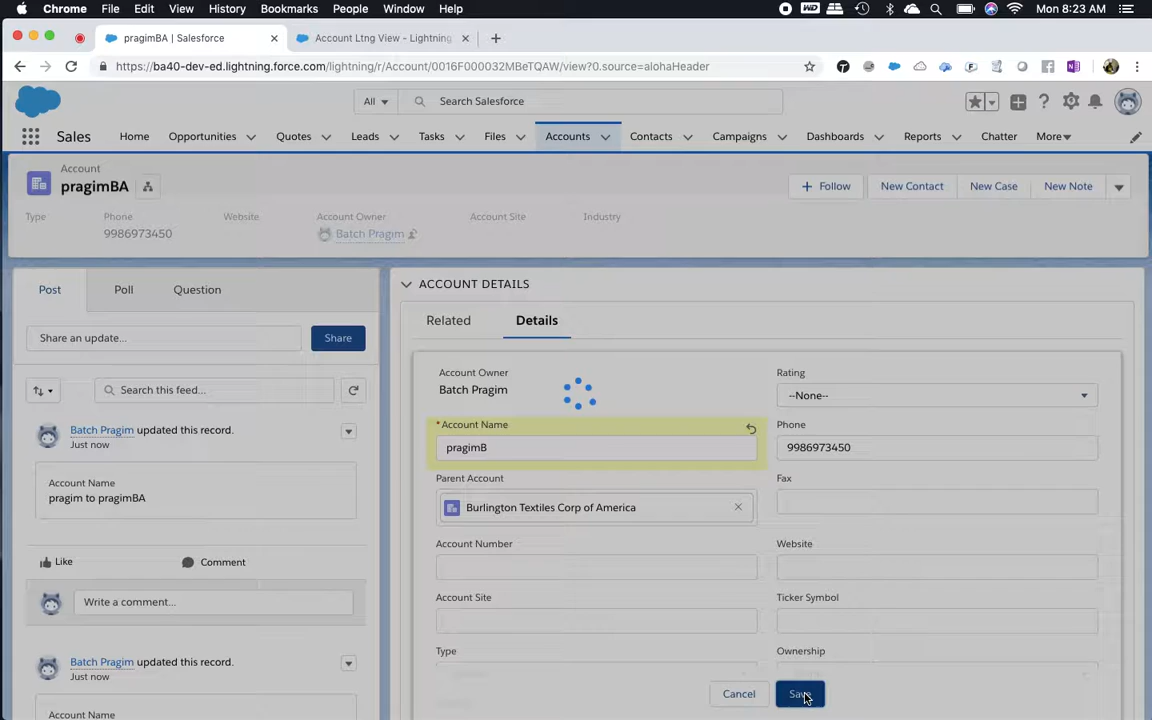 Chrome File Edit View History Bookmarks People Window Help WD Mon 8:23 AM
pragimBA | Salesforce Account Ltng View - Lightning
https://ba40-dev-ed.lightning.force.com/lightning/r/Account/0016F000032MBeTQAW/view?0.source=alohaHeader
All Search Salesforce
Sales Home Opportunities Quotes Leads Tasks Files Accounts Contacts Campaigns Dashboards Reports Chatter More
Account
pragimBA
Follow New Contact New Case New Note
Type Phone Website Account Owner Account Site Industry
9986973450 Batch Pragim
Post Poll Question
Share an update... Share
Search this feed...
Batch Pragim updated this record.
Just now
Account Name
pragim to pragimBA
Like Comment
Write a comment...
Batch Pragim updated this record.
Just now
Account Name
ACCOUNT DETAILS
Related Details
Account Owner
Batch Pragim
Rating
--None--
*Account Name
pragimB
Phone
9986973450
Parent Account
Burlington Textiles Corp of America
Fax
Account Number
Website
Account Site
Ticker Symbol
Type
Ownership
Cancel Save